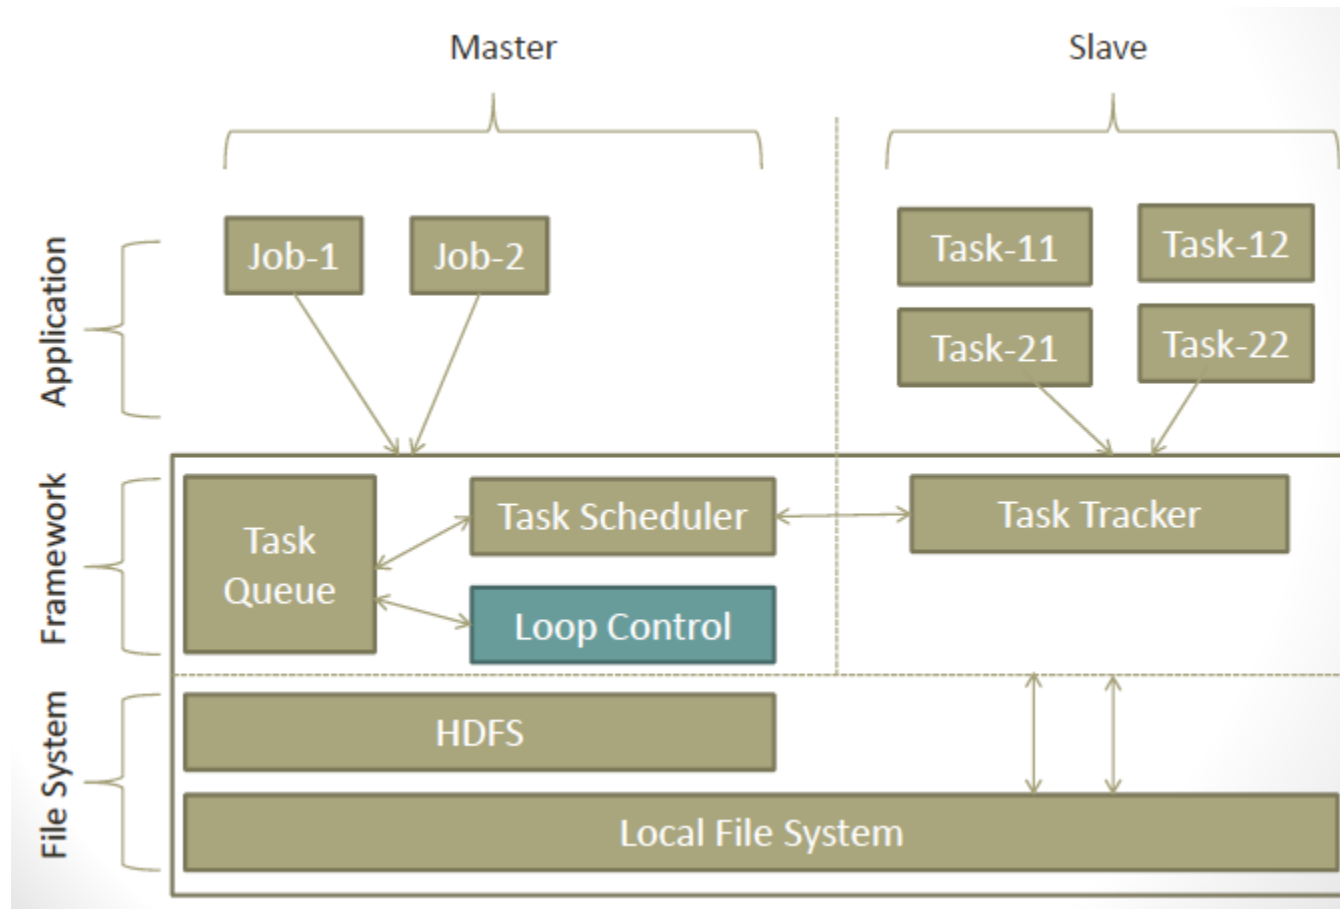 Master
Slave
Application
Job-1
Job-2
Task-11
Task-12
Task-21
Task-22
Framework
Task
Queue
Task Scheduler
Task Tracker
Loop Control
File System
HDFS
Local File System